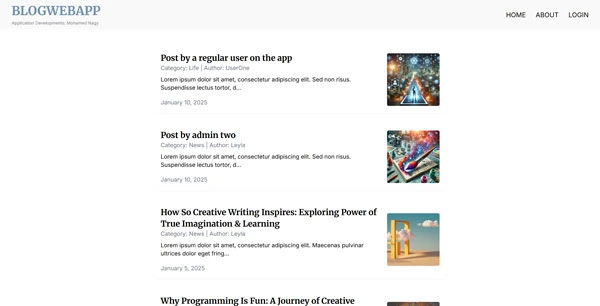 BLOGWEBAPP
Application Developments: Mohamed Nagy
HOME ABOUT LOGIN
Post by a regular user on the app
Category: Life | Author: UserOne
Lorem ipsum dolor sit amet, consectetur adipiscing elit. Sed non risus.
Suspendisse lectus tortor, d...
January 10, 2025
Post by admin two
Category: News | Author: Leyla
Lorem ipsum dolor sit amet, consectetur adipiscing elit. Sed non risus.
Suspendisse lectus tortor, d...
January 10, 2025
How So Creative Writing Inspires: Exploring Power of
True Imagination & Learning
Category: News | Author: Leyla
Lorem ipsum dolor sit amet, consectetur adipiscing elit. Maecenas pulvinar
ultrices dolor eget fring...
January 5, 2025
Why Programming Is Fun: A Journey of Creative